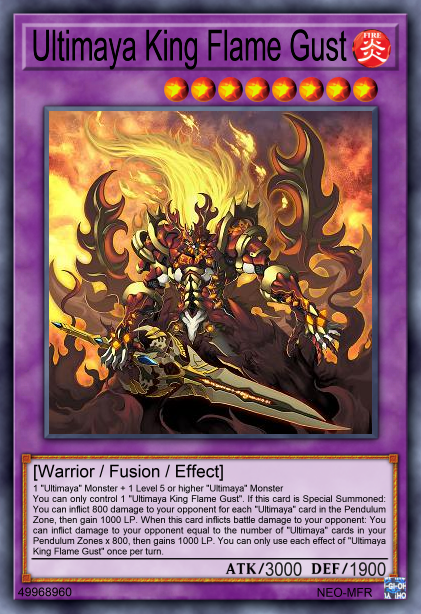 Ultimaya King Flame Gust
FIRE
炎
[Warrior / Fusion / Effect]
1 "Ultimaya" Monster + 1 Level 5 or higher "Ultimaya" Monster
You can only control 1 "Ultimaya King Flame Gust". If this card is Special Summoned:
You can inflict 800 damage to your opponent for each "Ultimaya" card in the Pendulum
Zone, then gain 1000 LP. When this card inflicts battle damage to your opponent: You
can inflict damage to your opponent equal to the number of "Ultimaya" cards in your
Pendulum Zones x 800, then gains 1000 LP. You can only use each effect of "Ultimaya
King Flame Gust" once per turn.
ATK/3000 DEF/1900
49968960
NEO-MFR